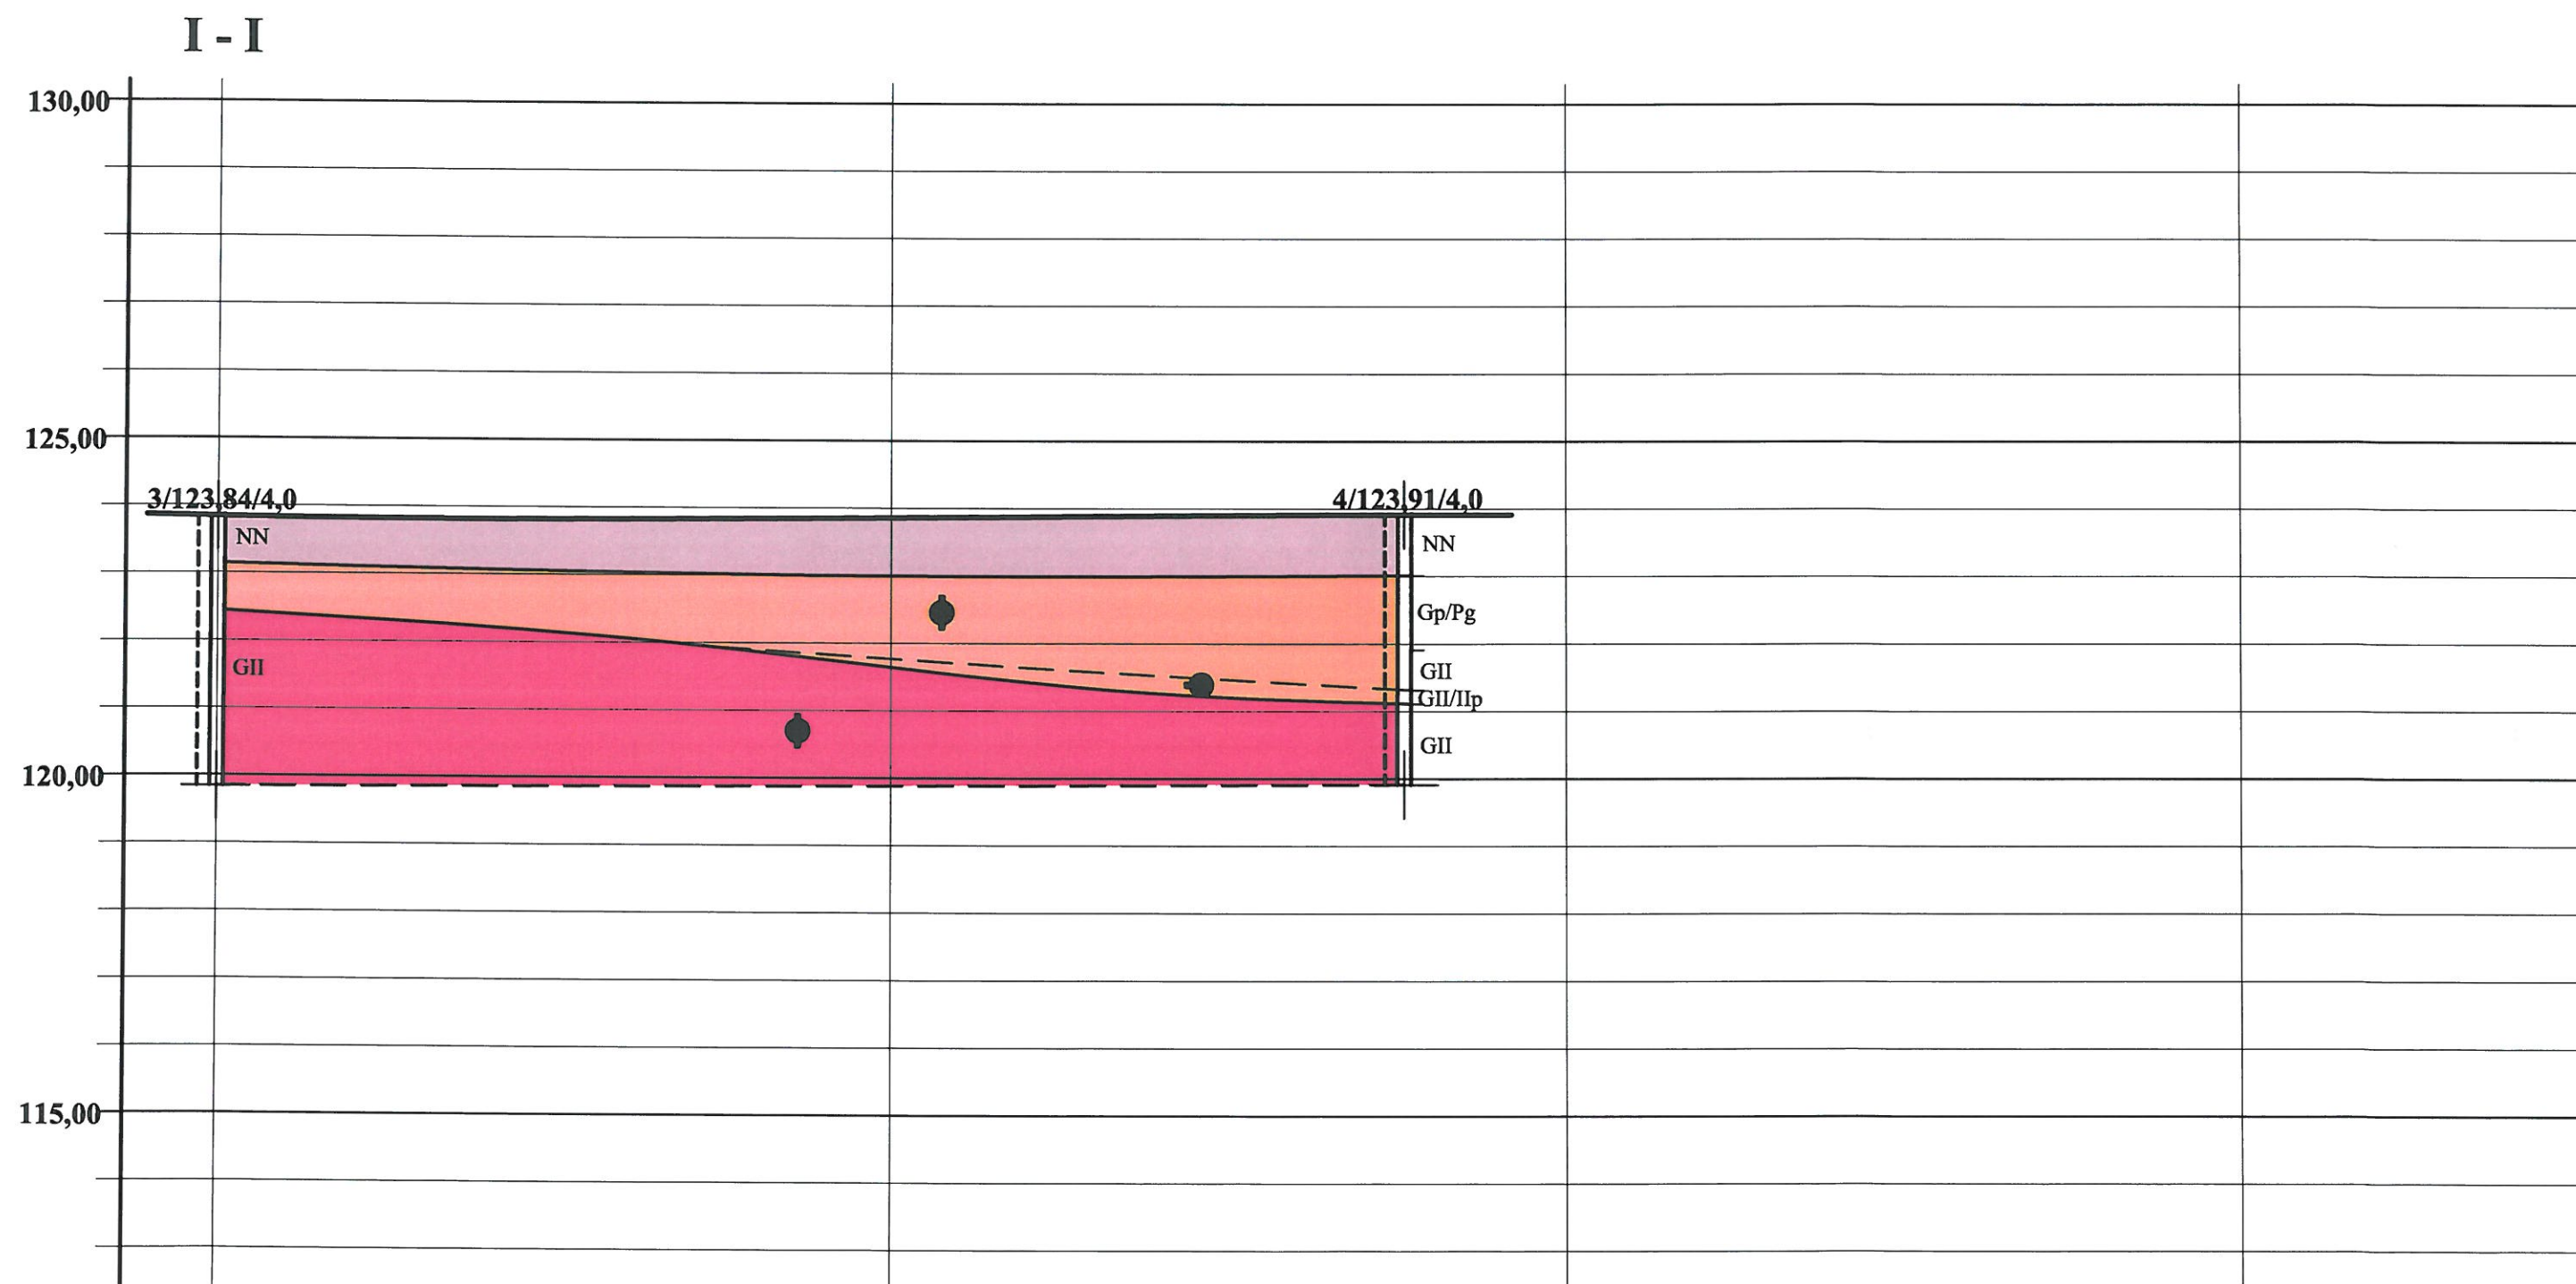 I - I
130,00
125,00
3/123,84/4,0
4/123,91/4,0
NN
NN
Gp/Pg
GII
GII
GII/IIp
GII
120,00
115,00